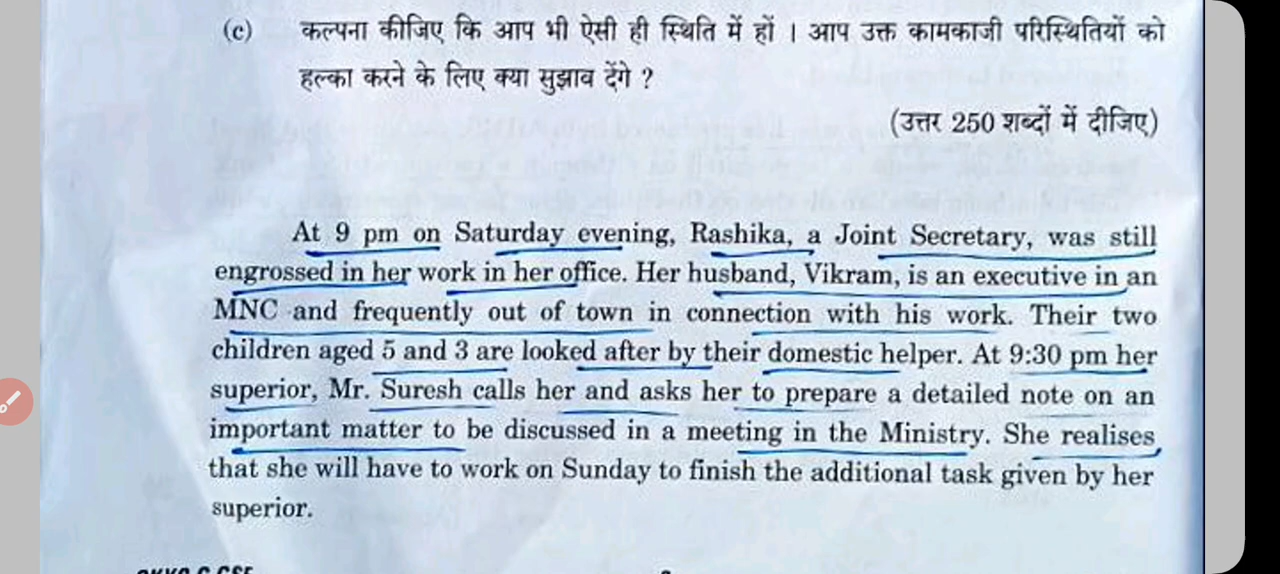 (c) कल्पना कीजिए कि आप भी ऐसी ही स्थिति में हों । आप उक्त कामकाजी परिस्थितियों को
हल्का करने के लिए क्या सुझाव देंगे ?
(उत्तर 250 शब्दों में दीजिए)
At 9 pm on Saturday evening, Rashika, a Joint Secretary, was still
engrossed in her work in her office. Her husband, Vikram, is an executive in an
MNC and frequently out of town in connection with his work. Their two
children aged 5 and 3 are looked after by their domestic helper. At 9:30 pm her
superior, Mr. Suresh calls her and asks her to prepare a detailed note on an
important matter to be discussed in a meeting in the Ministry. She realises
that she will have to work on Sunday to finish the additional task given by her
superior.